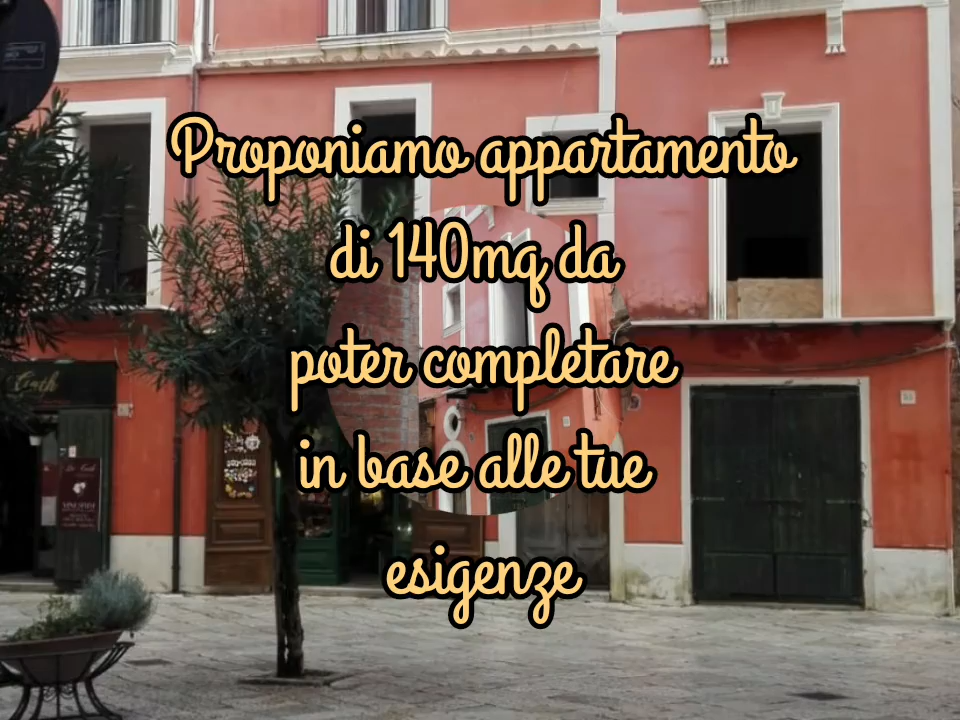 Proponiamo appartamento
di 140mq da
poter completare
in base alle tue
esigenze